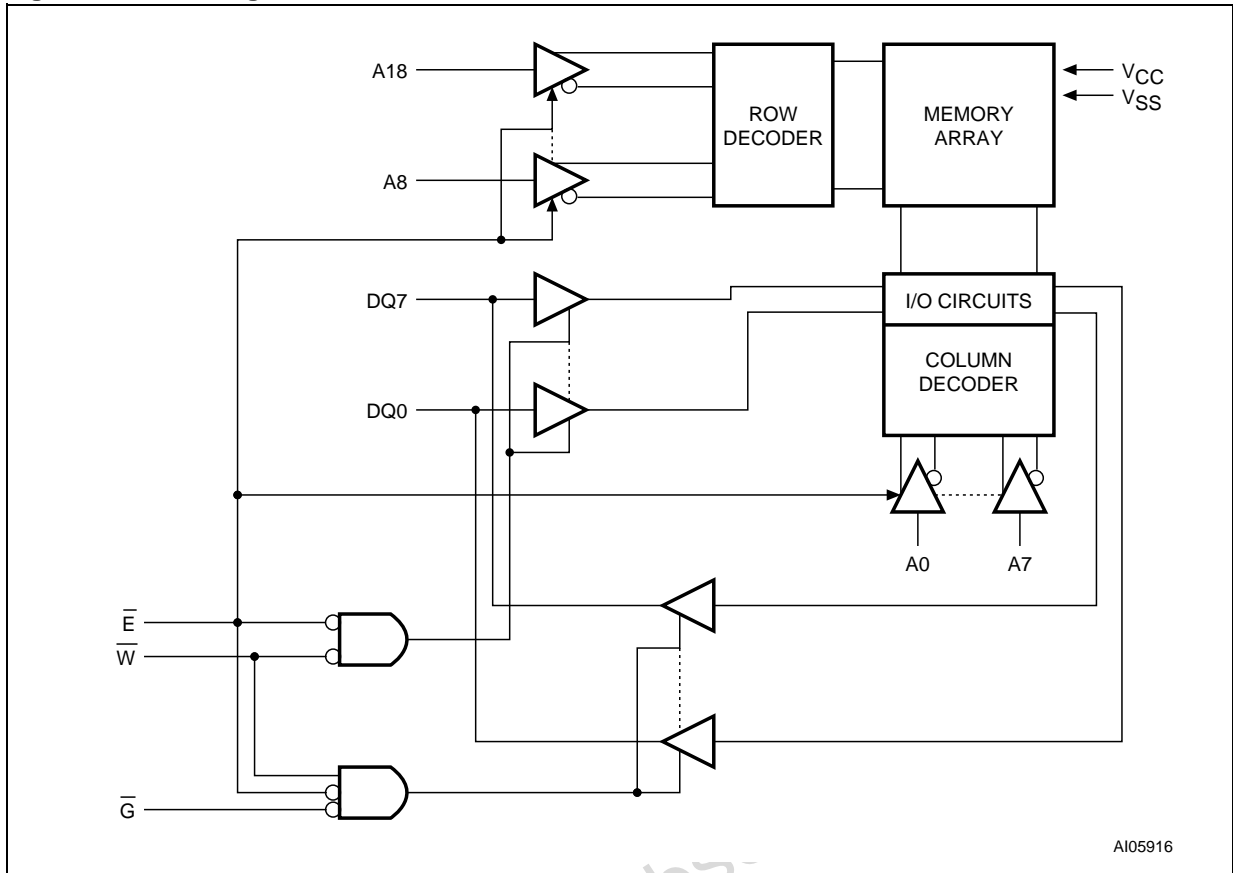 A18
ROW
DECODER
MEMORY
ARRAY
VCC
VSS
A8
DQ7
I/O CIRCUITS
COLUMN
DECODER
DQ0
A0
A7
E̅
W̅
G̅
AI05916